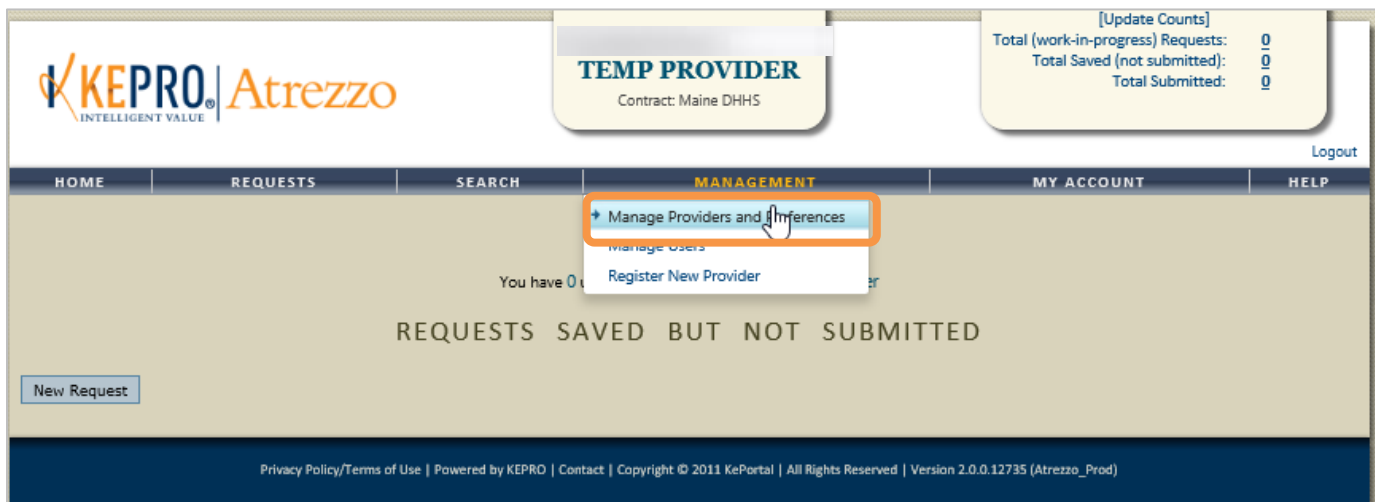 KEPRO® Atrezzo
INTELLIGENT VALUE
TEMP PROVIDER
Contract: Maine DHHS
[Update Counts]
Total (work-in-progress) Requests: 0
Total Saved (not submitted): 0
Total Submitted: 0
Logout
HOME REQUESTS SEARCH MANAGEMENT MY ACCOUNT HELP
Manage Providers and
Manage Users
Register New Provider
You have 0
REQUESTS SAVED BUT NOT SUBMITTED
New Request
Privacy Policy/Terms of Use | Powered by KEPRO | Contact | Copyright © 2011 KePortal | All Rights Reserved | Version 2.0.0.12735 (Atrezzo_Prod)